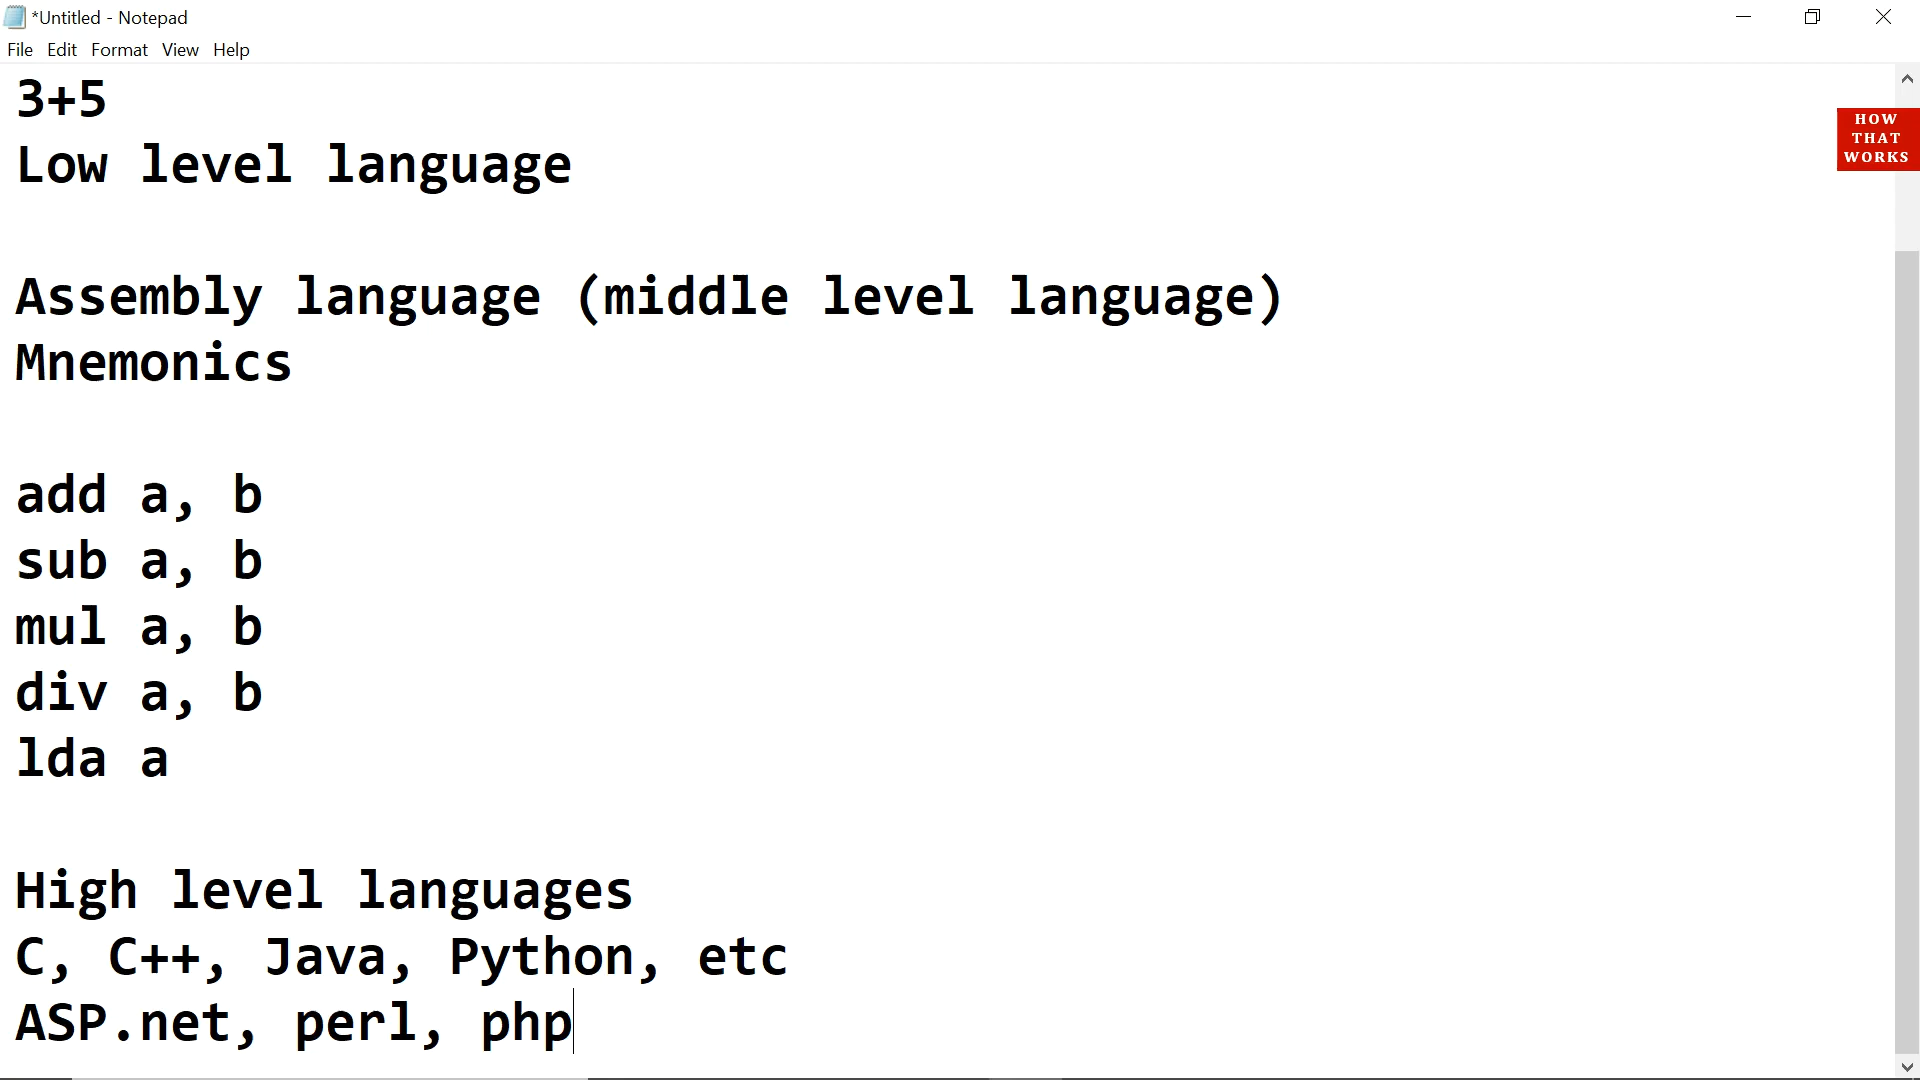 *Untitled - Notepad
File Edit Format View Help
3+5
HOW
THAT
WORKS
Low level language
Assembly language (middle level language)
Mnemonics
add a, b
sub a, b
mul a, b
div a, b
lda a
High level languages
C, C++, Java, Python, etc
ASP.net, perl, php